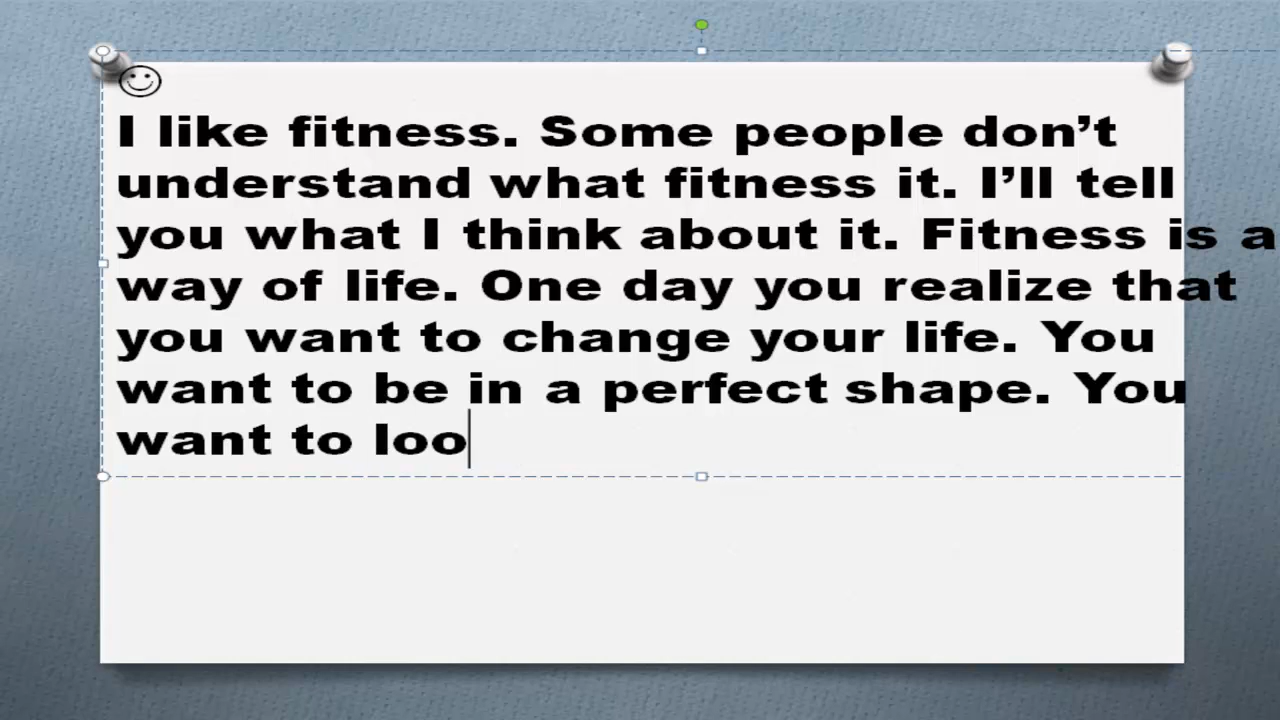 I like fitness. Some people don’t
understand what fitness it. I’ll tell
you what I think about it. Fitness is a
way of life. One day you realize that
you want to change your life. You
want to be in a perfect shape. You
want to loo